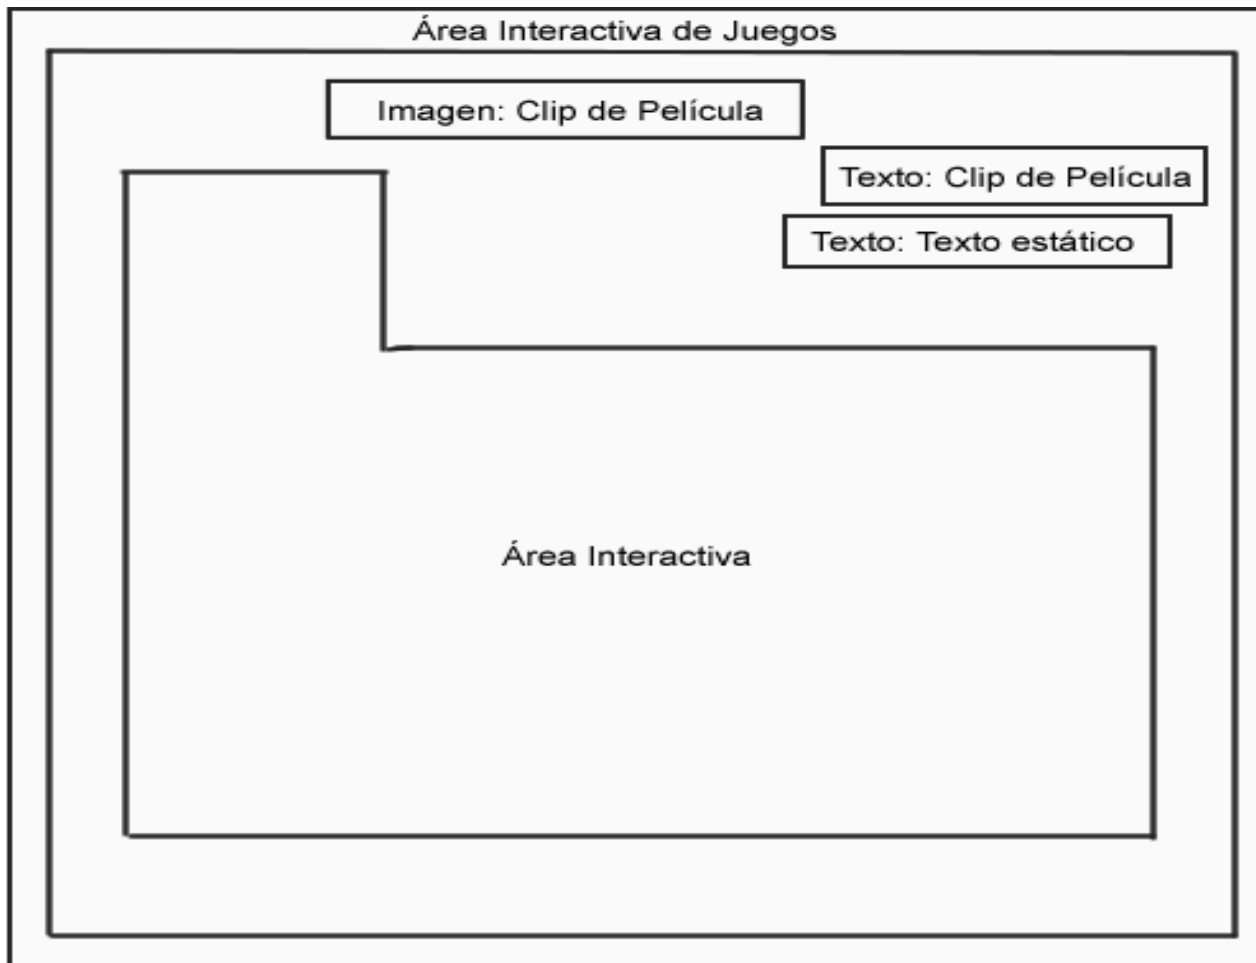 Área Interactiva de Juegos
Imagen: Clip de Película
Texto: Clip de Película
Texto: Texto estático
Área Interactiva